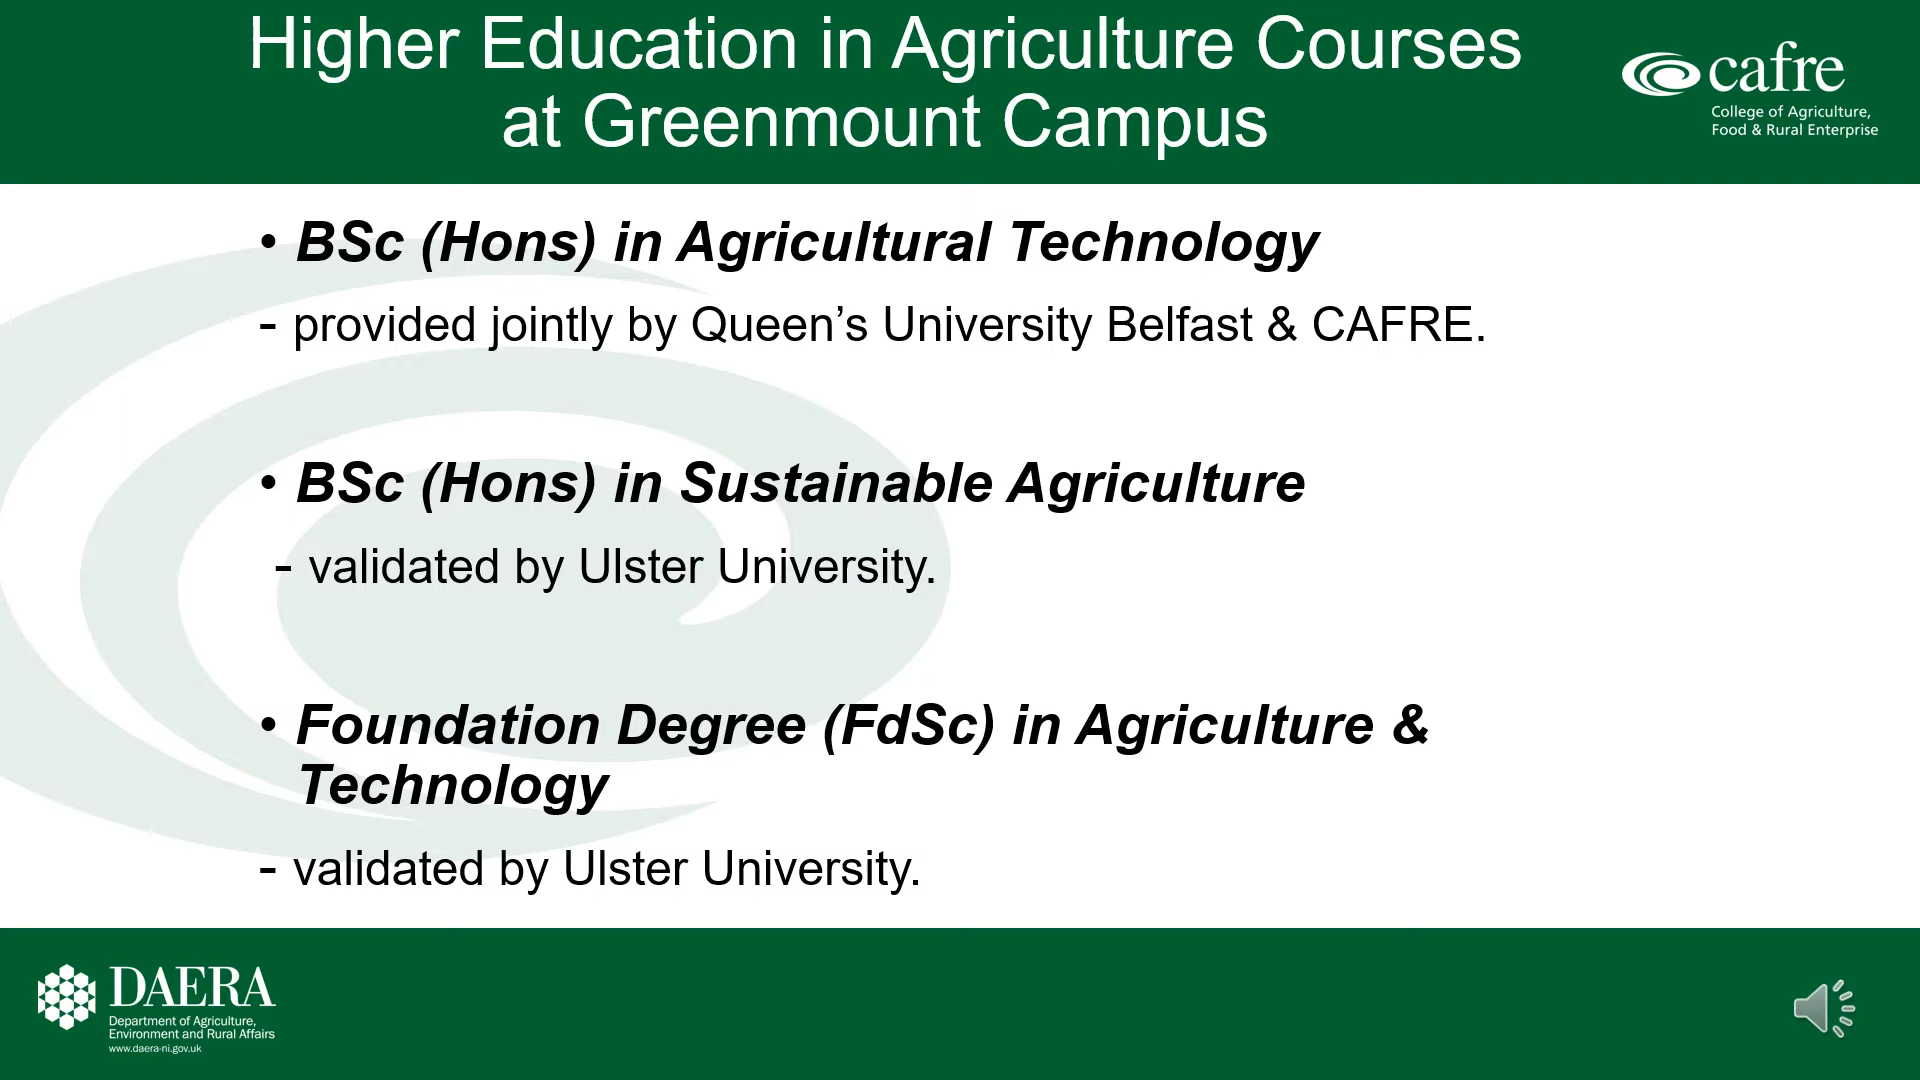 Higher Education in Agriculture Courses
at Greenmount Campus
cafre
College of Agriculture,
Food & Rural Enterprise
• BSc (Hons) in Agricultural Technology
- provided jointly by Queen’s University Belfast & CAFRE.
• BSc (Hons) in Sustainable Agriculture
- validated by Ulster University.
• Foundation Degree (FdSc) in Agriculture &
Technology
- validated by Ulster University.
DAERA
Department of Agriculture,
Environment and Rural Affairs
www.daera-ni.gov.uk